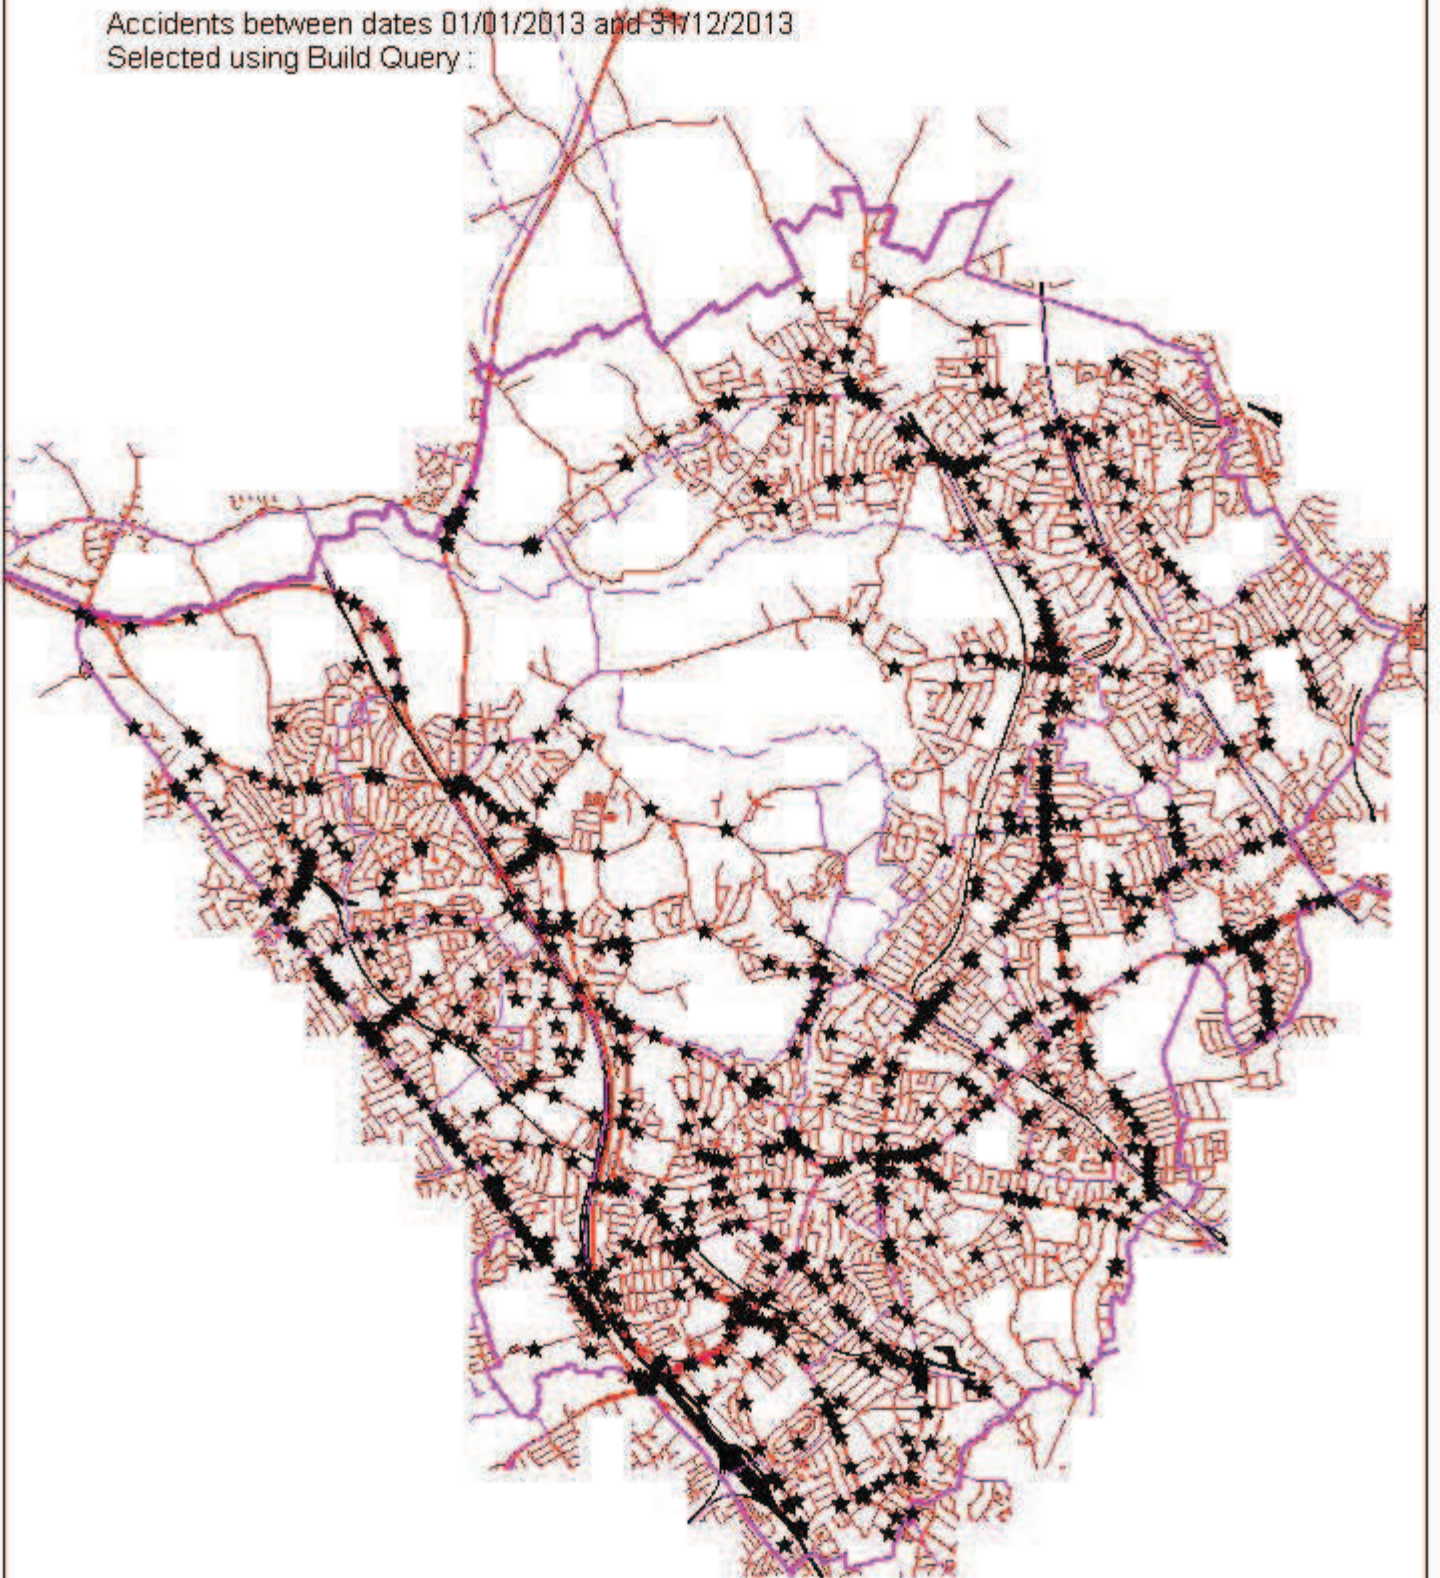 Accidents between dates 01/01/2013 and 31/12/2013
Selected using Build Query :